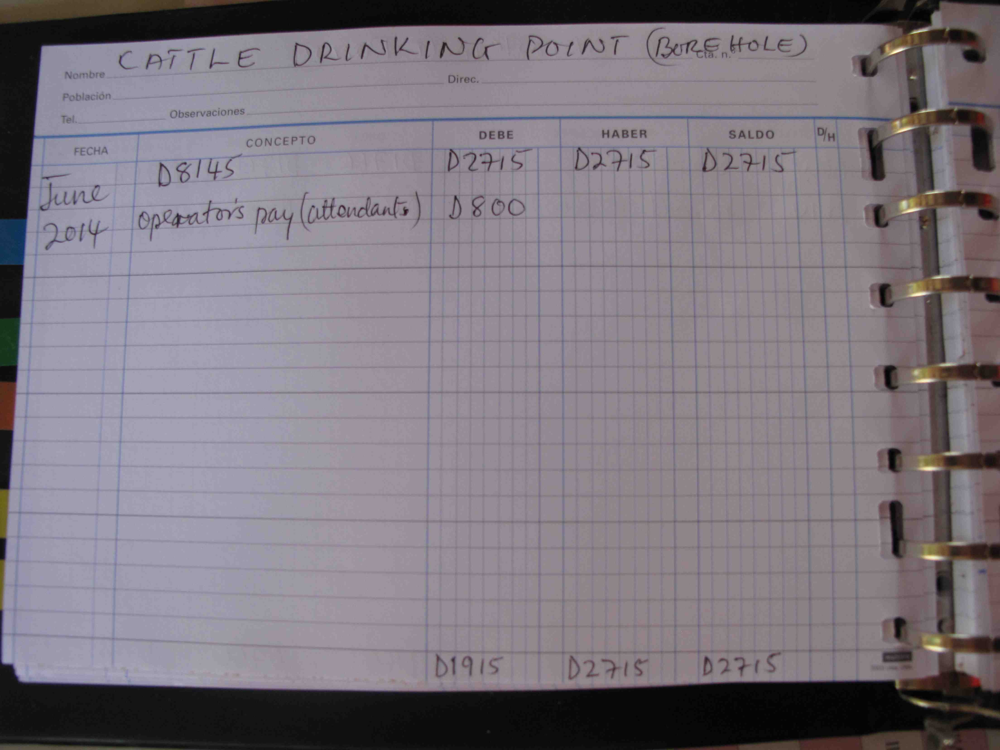 CATTLE DRINKING POINT (BOREHOLE)
Cta. n.º
Nombre
Direc.
Población
Tel. Observaciones
FECHA CONCEPTO DEBE HABER SALDO D/H
D8145 D2715 D2715 D2715
June
operator's pay (attendants) D800
2014
D1915 D2715 D2715